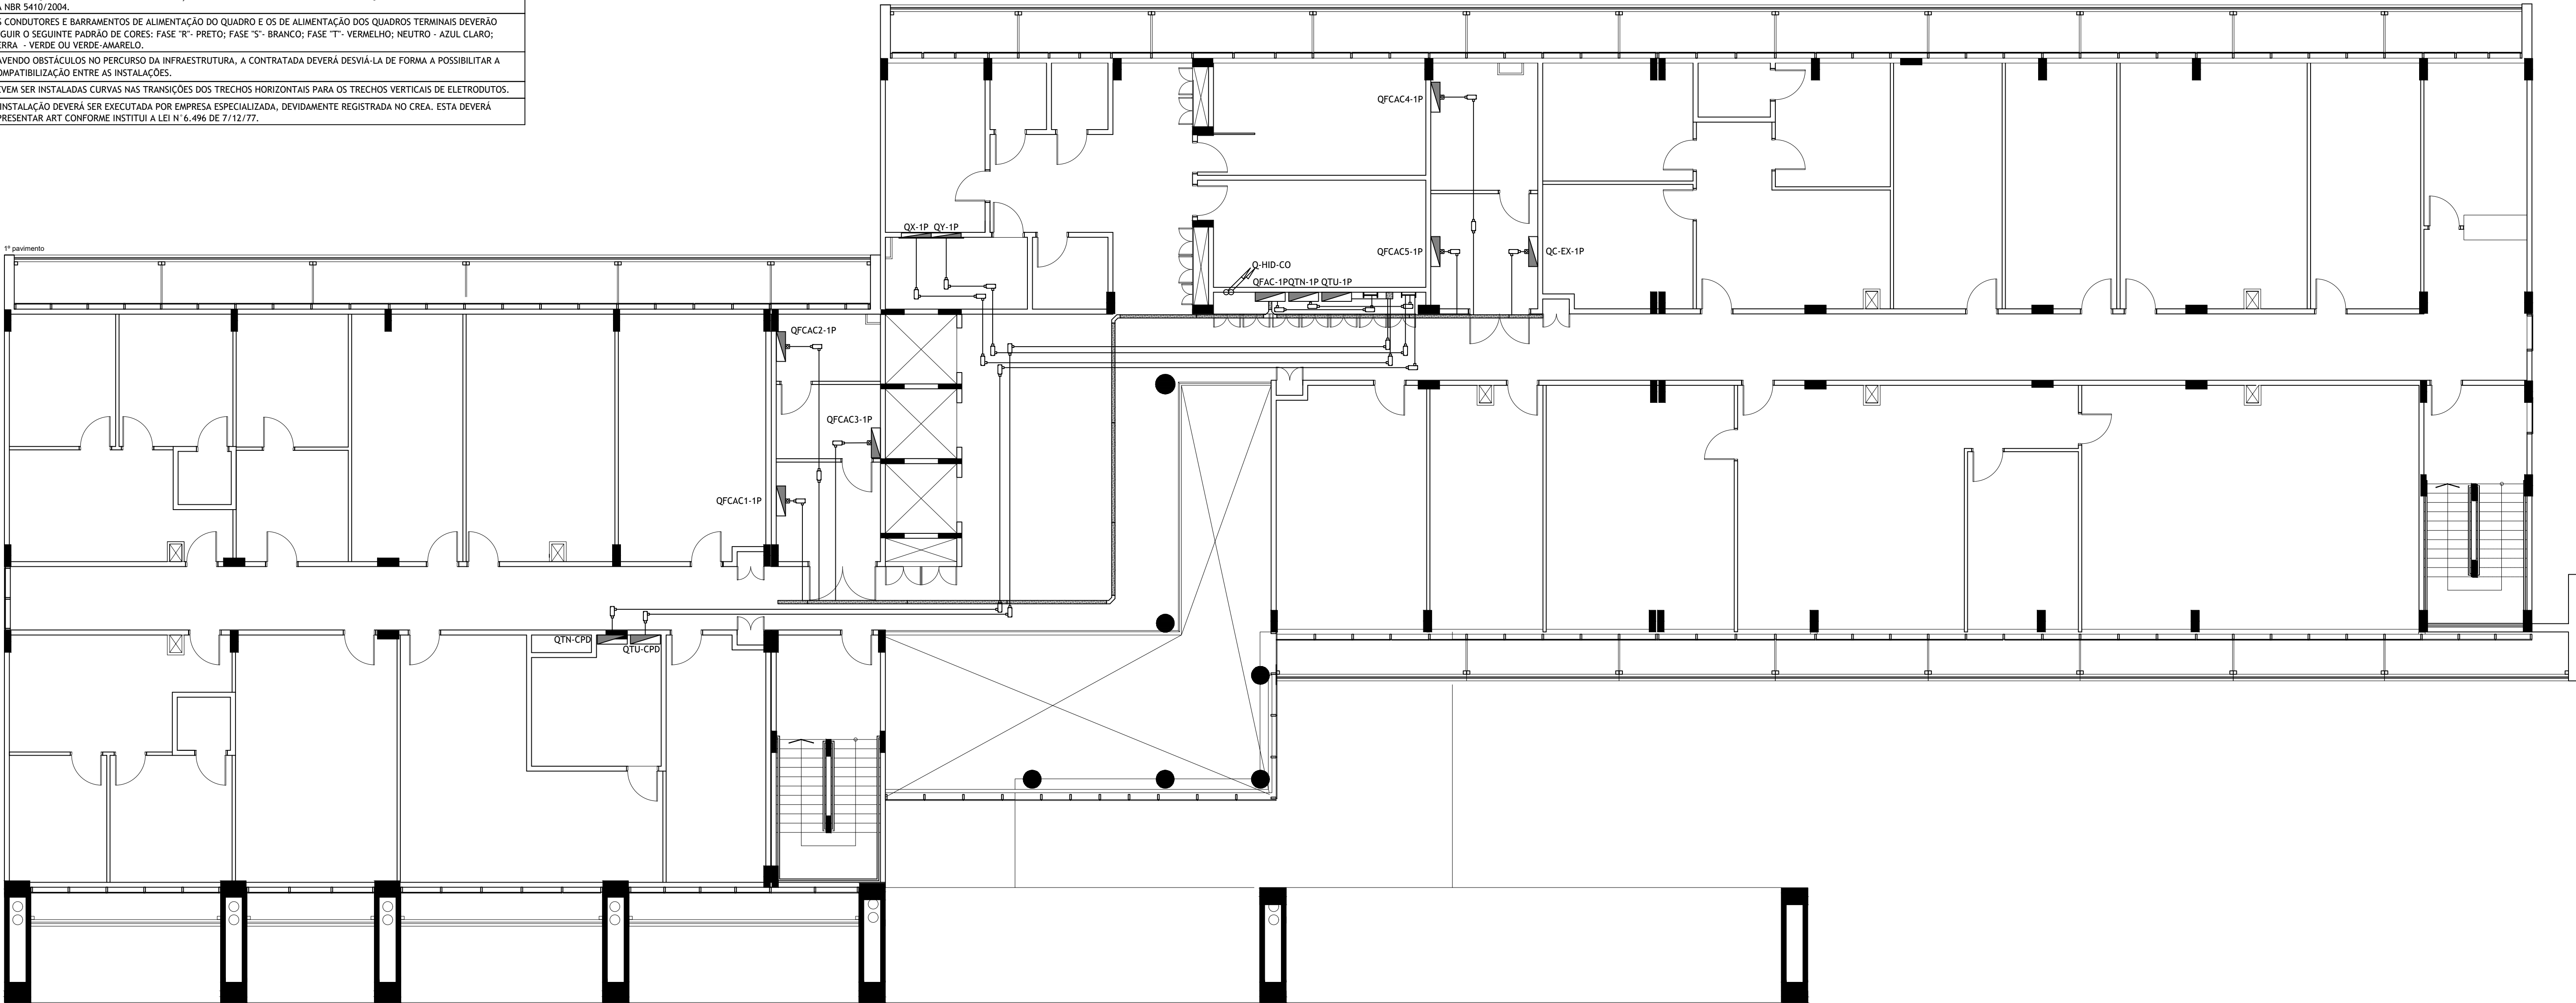 A NBR 5410/2004.
S CONDUTORES E BARRAMENTOS DE ALIMENTAÇÃO DO QUADRO E OS DE ALIMENTAÇÃO DOS QUADROS TERMINAIS DEVERÃO
GUIR O SEGUINTE PADRÃO DE CORES: FASE "R"- PRETO; FASE "S"- BRANCO; FASE "T"- VERMELHO; NEUTRO - AZUL CLARO;
ERRA - VERDE OU VERDE-AMARELO.
AVENDO OBSTÁCULOS NO PERCURSO DA INFRAESTRUTURA, A CONTRATADA DEVERÁ DESVIÁ-LA DE FORMA A POSSIBILITAR A
OMPATIBILIZAÇÃO ENTRE AS INSTALAÇÕES.
EVEM SER INSTALADAS CURVAS NAS TRANSIÇÕES DOS TRECHOS HORIZONTAIS PARA OS TRECHOS VERTICAIS DE ELETRODUTOS.
INSTALAÇÃO DEVERÁ SER EXECUTADA POR EMPRESA ESPECIALIZADA, DEVIDAMENTE REGISTRADA NO CREA. ESTA DEVERÁ
PRESENTAR ART CONFORME INSTITUI A LEI N°6.496 DE 7/12/77.
QFCAC4-1P
QX-1P QY-1P
1º pavimento
QFCAC5-1P
QC-EX-1P
Q-HID-CO
QFAC-1P QTN-1P QTU-1P
QFCAC2-1P
QFCAC3-1P
QFCAC1-1P
QTN-CPD
QTU-CPD